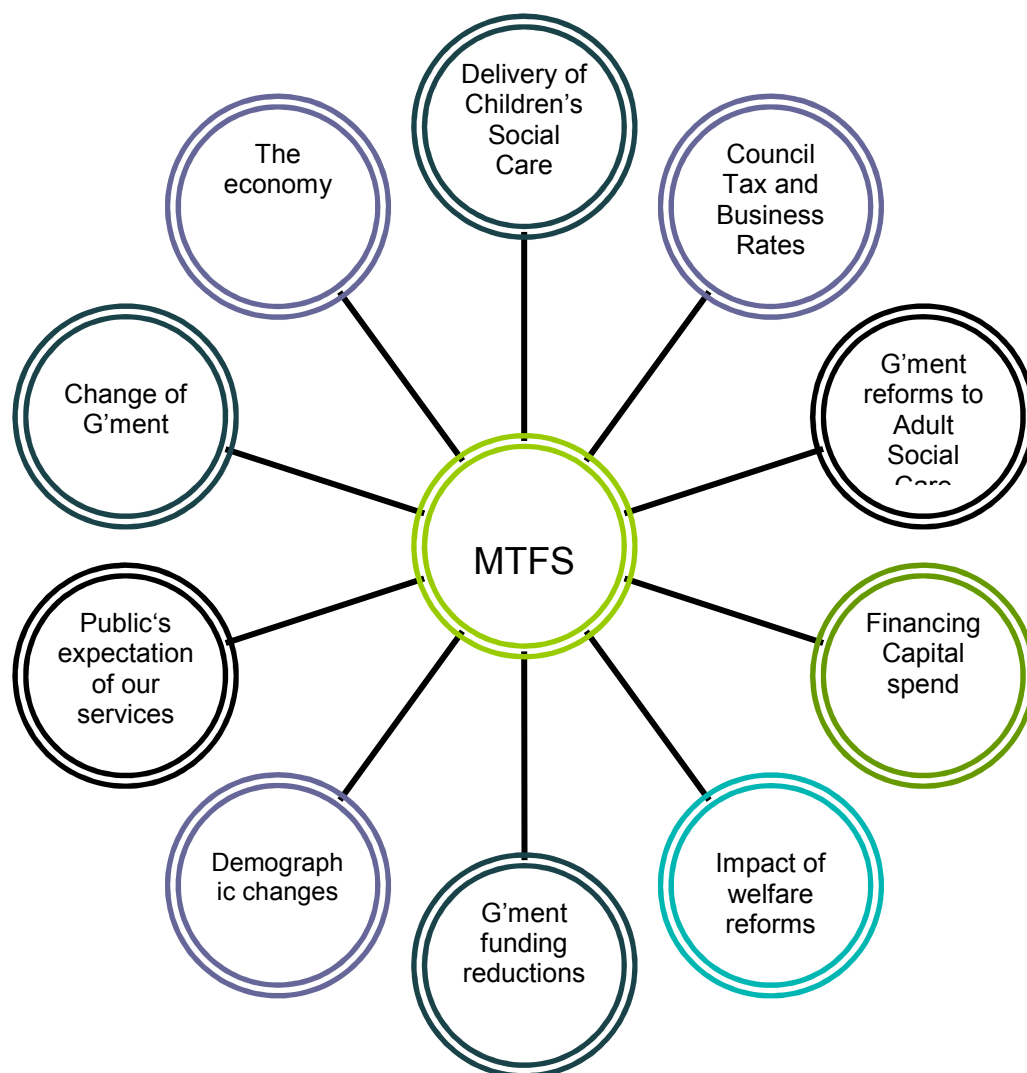 Delivery of
Children's
Social
Care
Council
Tax and
Business
Rates
G'ment
reforms to
Adult
Social
Care
Financing
Capital
spend
Impact of
welfare
reforms
G'ment
funding
reductions
Demograph
ic changes
Public‘s
expectation
of our
services
Change of
G'ment
The
economy
MTFS